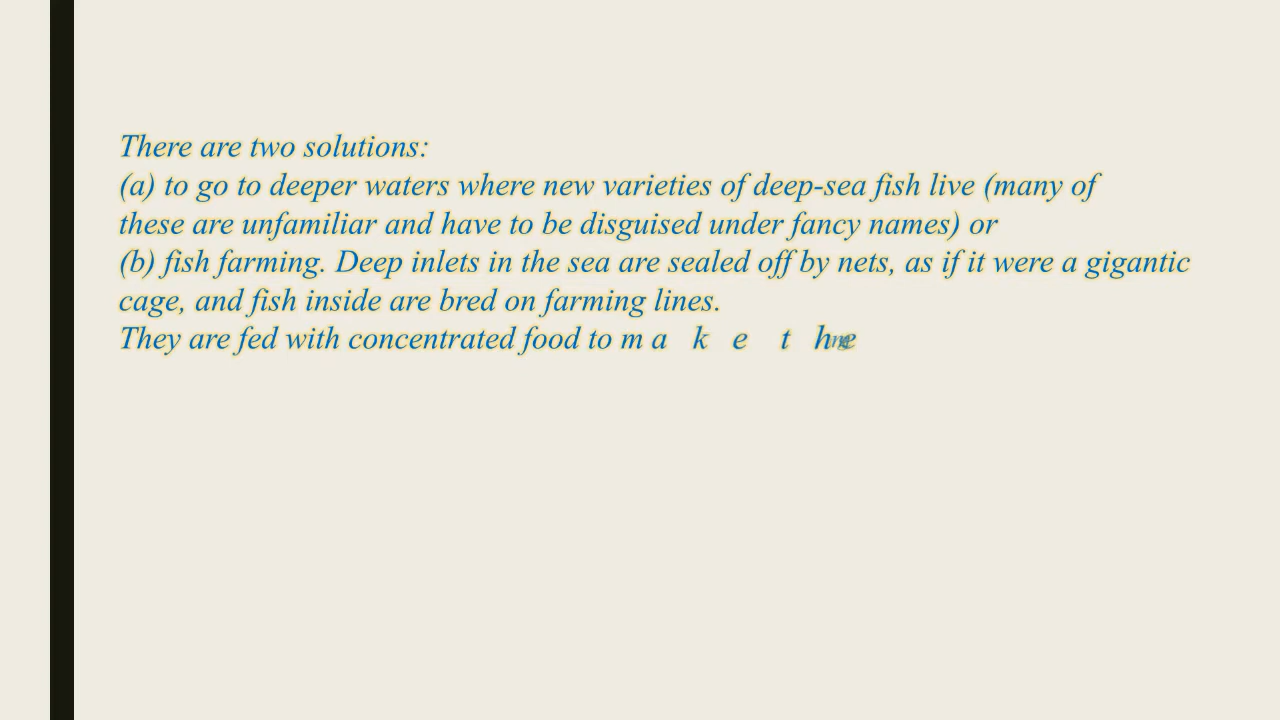 There are two solutions:
(a) to go to deeper waters where new varieties of deep-sea fish live (many of
these are unfamiliar and have to be disguised under fancy names) or
(b) fish farming. Deep inlets in the sea are sealed off by nets, as if it were a gigantic
cage, and fish inside are bred on farming lines.
They are fed with concentrated food to make the